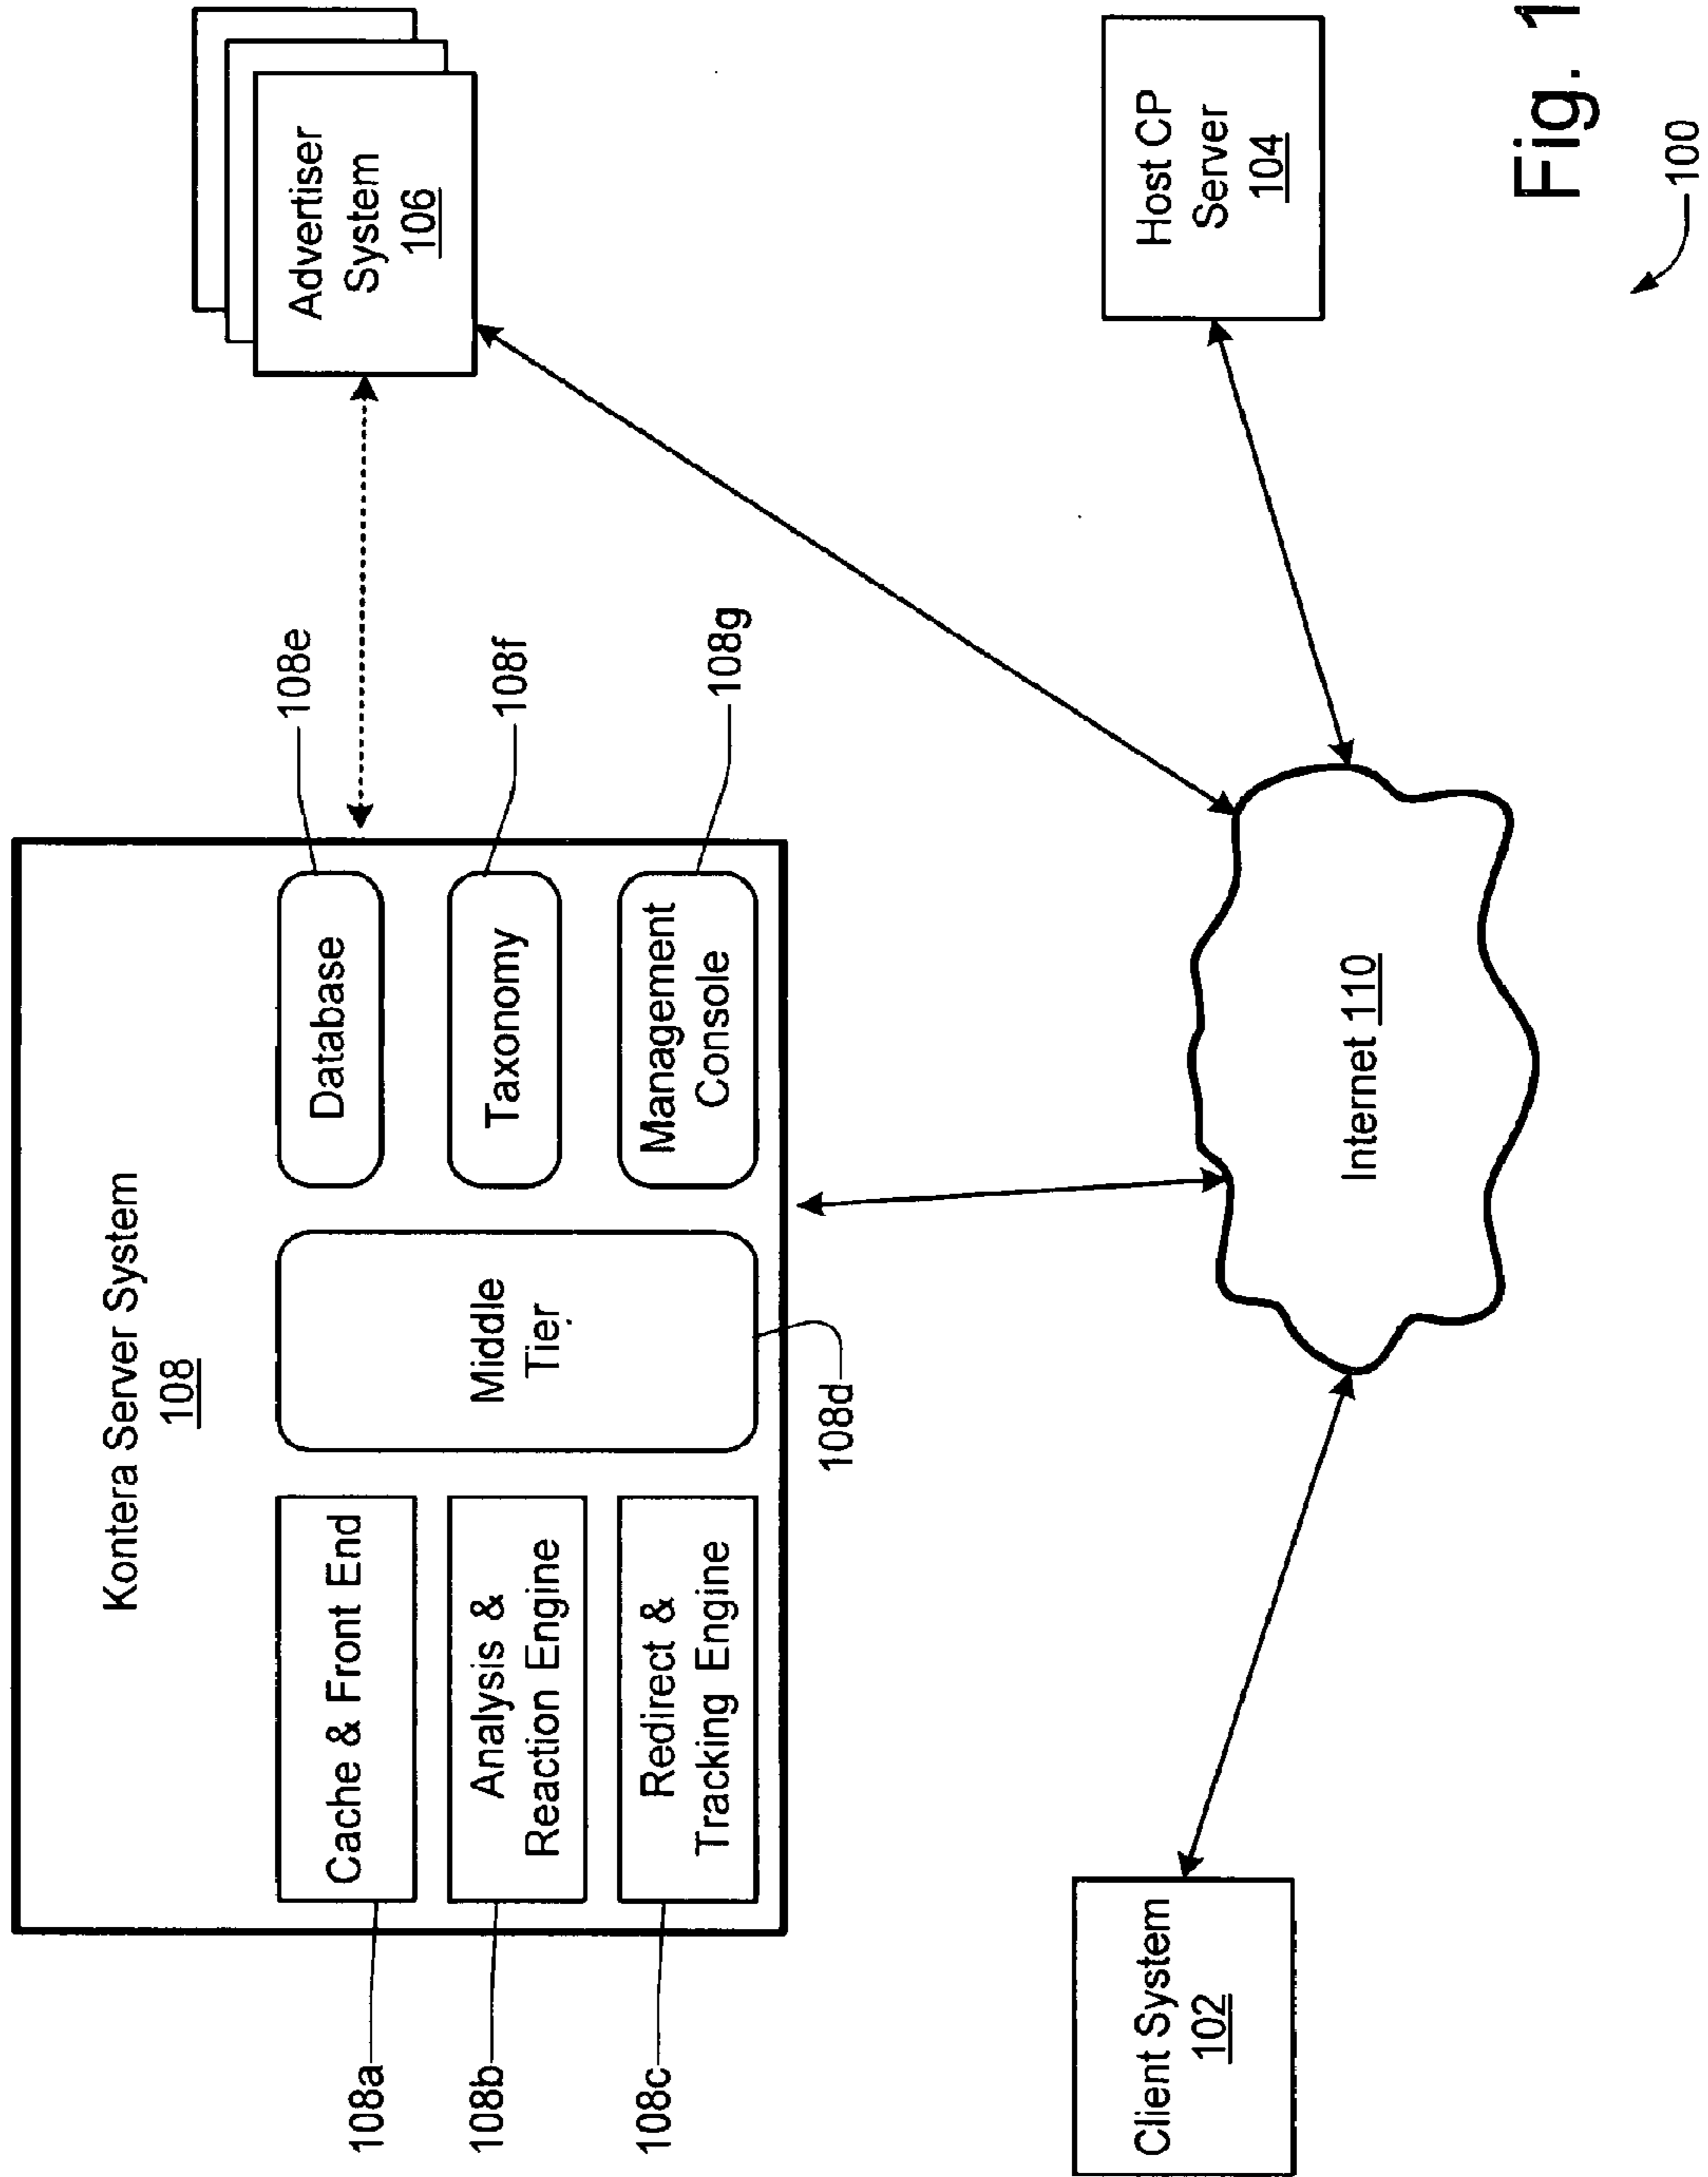 Kontera Server System
108
Cache & Front End
Analysis &
Reaction Engine
Redirect &
Tracking Engine
Middle
Tier
Database
Taxonomy
Management
Console
108a
108b
108c
108d
108e
108f
108g
Advertiser
System
106
Client System
102
Internet 110
Host CP
Server
104
Fig. 1
100